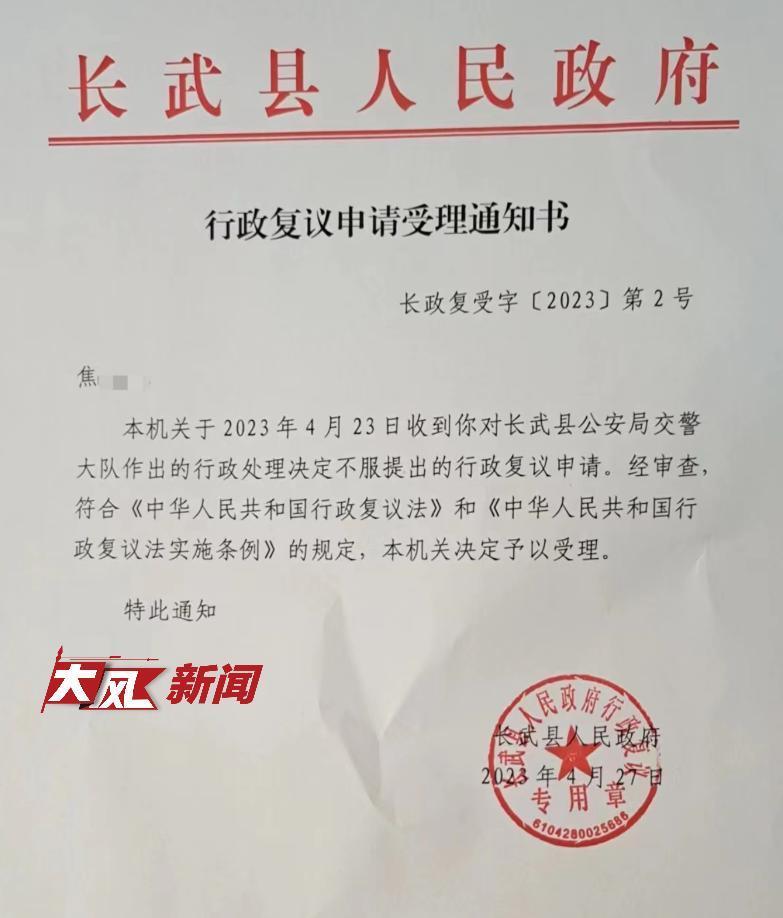 长武县人民政府
行政复议申请受理通知书
长政复受字〔2023〕第2号
焦
本机关于2023年4月23日收到你对长武县公安局交警
大队作出的行政处理决定不服提出的行政复议申请。经审查,
符合《中华人民共和国行政复议法》和《中华人民共和国行
政复议法实施条例》的规定，本机关决定予以受理。
特此通知
大风新闻
长武县人民政府行政复议
长武县人民政府
2023年4月27日
专用章
6104280025686